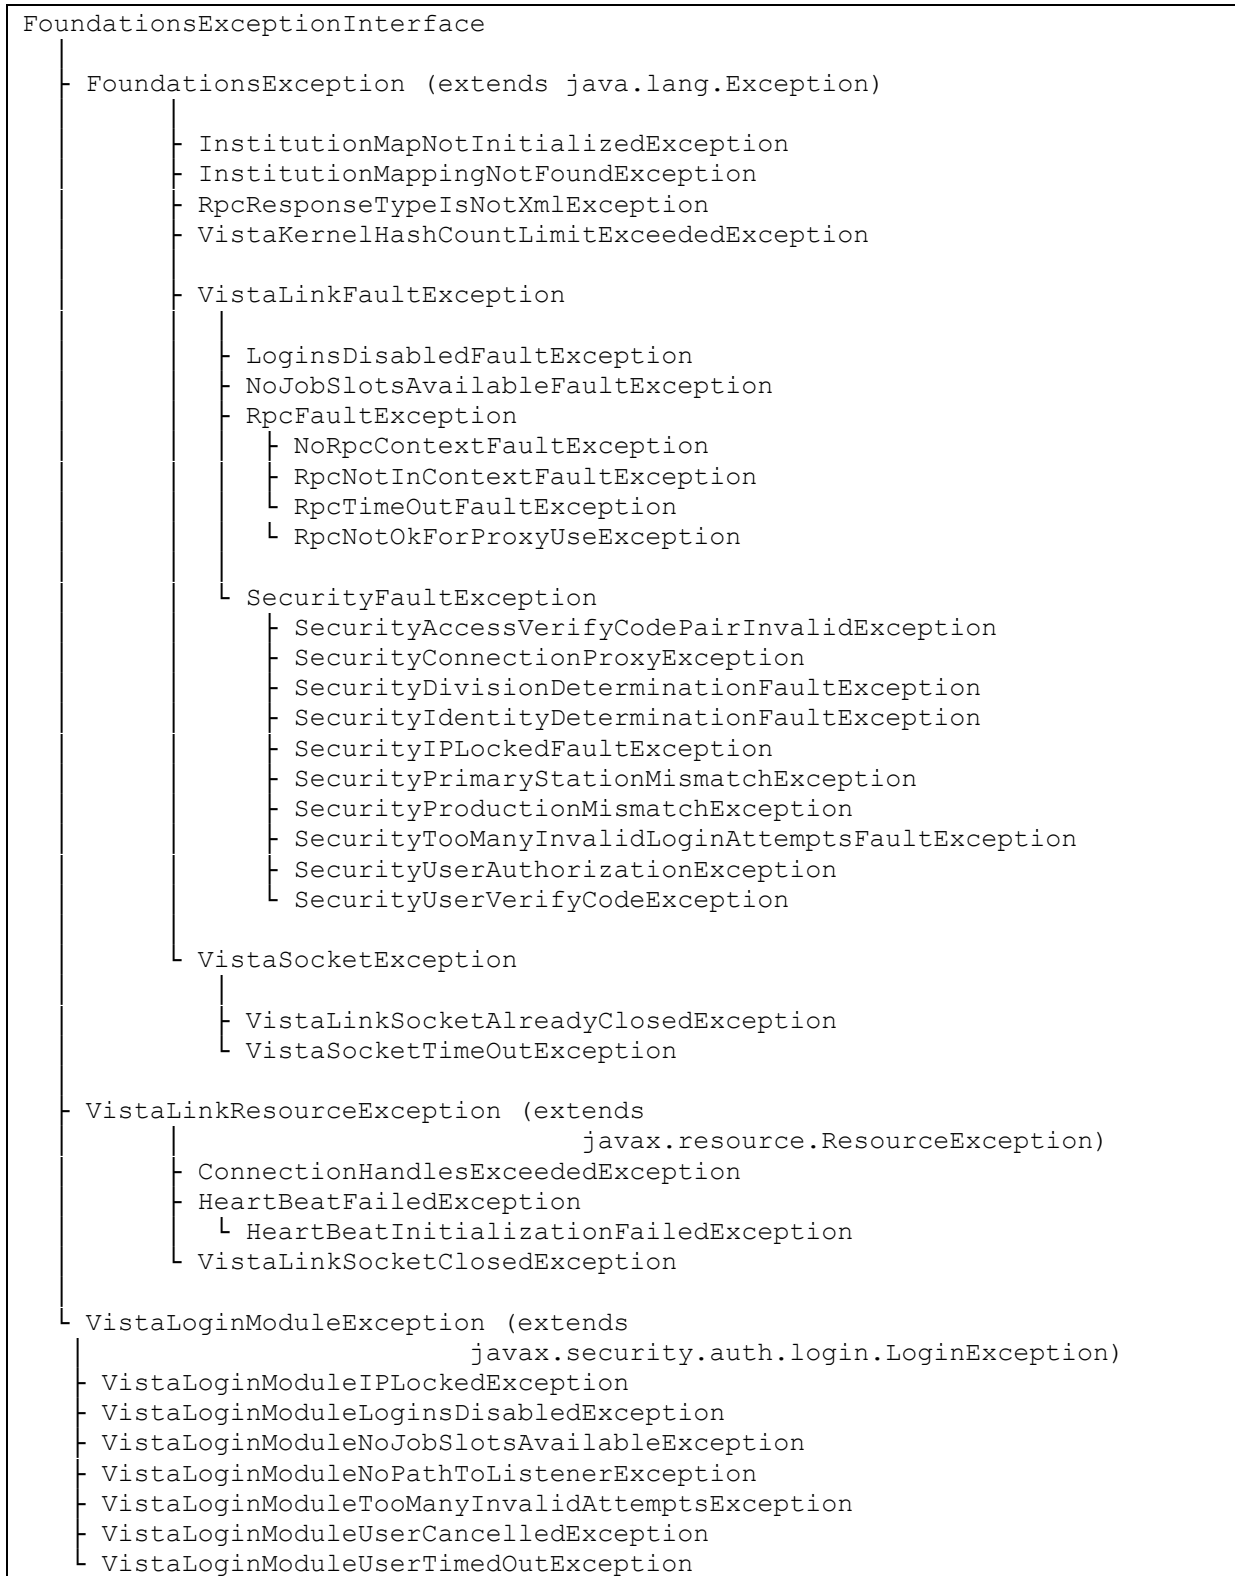 FoundationsExceptionInterface
FoundationsException (extends java.lang.Exception)
InstitutionMapNotInitializedException
InstitutionMappingNotFoundException
RpcResponseTypeIsNotXmlException
VistaKernelHashCountLimitExceededException
VistaLinkFaultException
LoginsDisabledFaultException
NoJobSlotsAvailableFaultException
RpcFaultException
NoRpcContextFaultException
RpcNotInContextFaultException
RpcTimeOutFaultException
RpcNotOkForProxyUseException
SecurityFaultException
SecurityAccessVerifyCodePairInvalidException
SecurityConnectionProxyException
SecurityDivisionDeterminationFaultException
SecurityIdentityDeterminationFaultException
SecurityIPLockedFaultException
SecurityPrimaryStationMismatchException
SecurityProductionMismatchException
SecurityTooManyInvalidLoginAttemptsFaultException
SecurityUserAuthorizationException
SecurityUserVerifyCodeException
VistaSocketException
VistaLinkSocketAlreadyClosedException
VistaSocketTimeOutException
VistaLinkResourceException (extends
javax.resource.ResourceException)
ConnectionHandlesExceededException
HeartBeatFailedException
HeartBeatInitializationFailedException
VistaLinkSocketClosedException
VistaLoginModuleException (extends
javax.security.auth.login.LoginException)
VistaLoginModuleIPLockedException
VistaLoginModuleLoginsDisabledException
VistaLoginModuleNoJobSlotsAvailableException
VistaLoginModuleNoPathToListenerException
VistaLoginModuleTooManyInvalidAttemptsException
VistaLoginModuleUserCancelledException
VistaLoginModuleUserTimedOutException